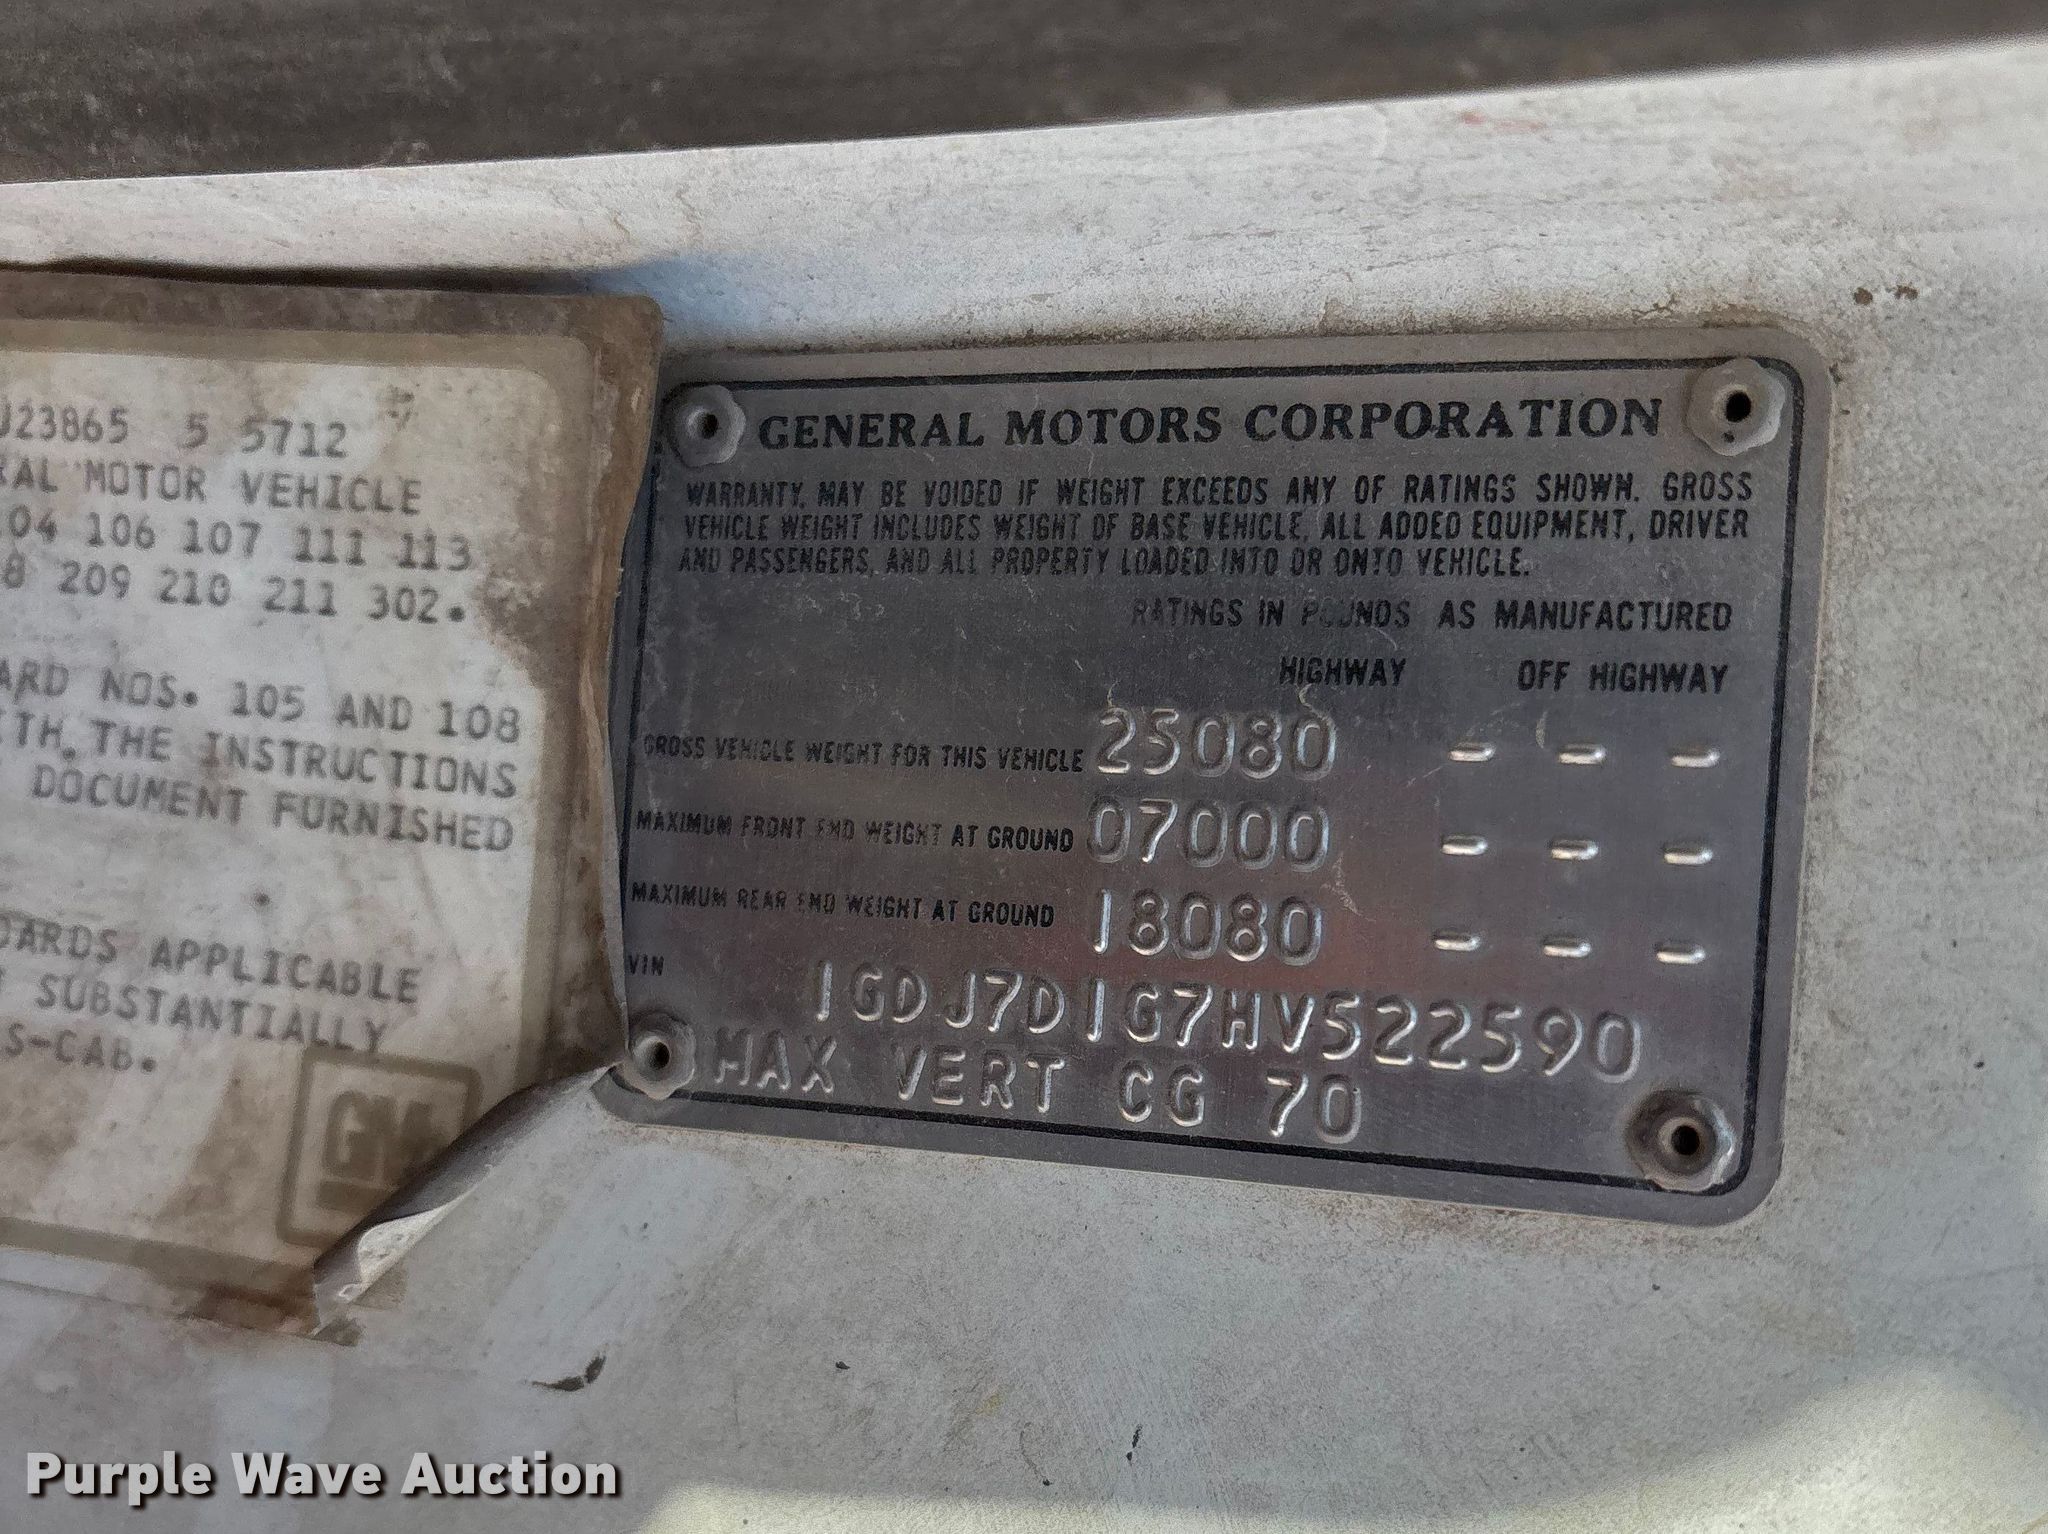 J23865 5 5712
RAL MOTOR VEHICLE
104 106 107 111 113
8 209 210 211 302.
ARD NOS. 105 AND 108
ITH THE INSTRUCTIONS
DOCUMENT FURNISHED
DARDS APPLICABLE
SUBSTANTIALLY
S-CAB.
GM
GENERAL MOTORS CORPORATION
WARRANTY MAY BE VOIDED IF WEIGHT EXCEEDS ANY OF RATINGS SHOWN. GROSS
VEHICLE WEIGHT INCLUDES WEIGHT OF BASE VEHICLE, ALL ADDED EQUIPMENT, DRIVER
AND PASSENGERS, AND ALL PROPERTY LOADED INTO OR ONTO VEHICLE.
RATINGS IN POUNDS AS MANUFACTURED
HIGHWAY OFF HIGHWAY
GROSS VEHICLE WEIGHT FOR THIS VEHICLE 25080 - - -
MAXIMUM FRONT END WEIGHT AT GROUND 07000 - - -
MAXIMUM REAR END WEIGHT AT GROUND 18080 - - -
VIN 1GDJ7D1G7HV522590
MAX VERT CG 70
Purple Wave Auction